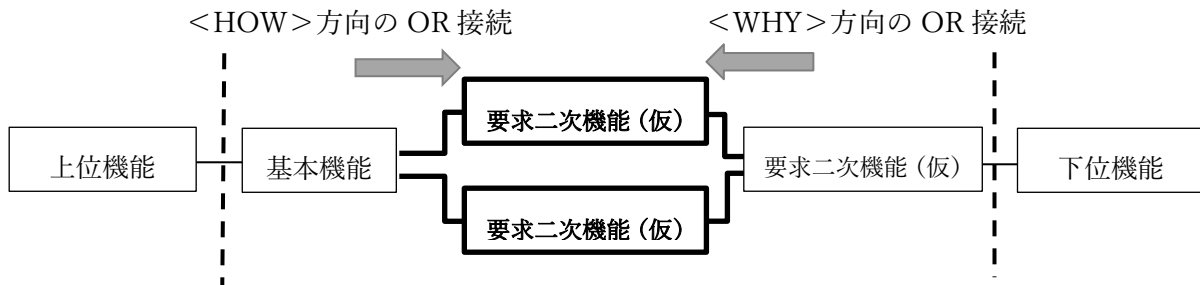 ＜HOW＞方向の OR 接続
＜WHY＞方向の OR 接続
要求二次機能（仮）
上位機能
基本機能
要求二次機能（仮）
下位機能
要求二次機能（仮）